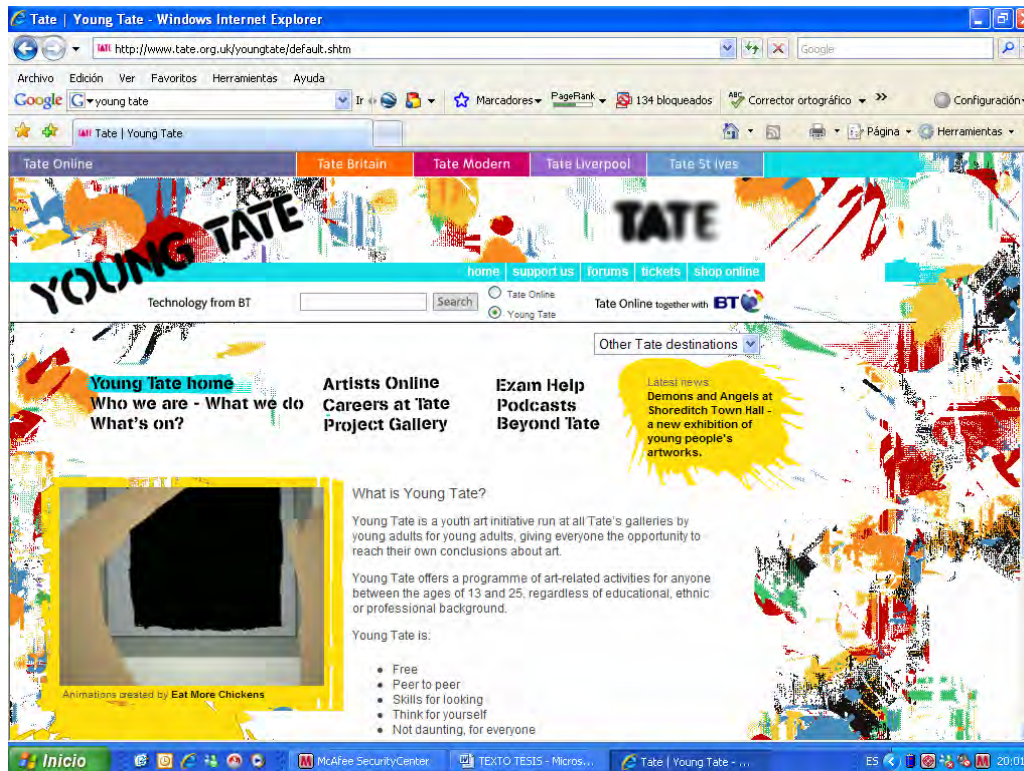 Tate | Young Tate - Windows Internet Explorer
http://www.tate.org.uk/youngtate/default.shtm
Google
Archivo Edición Ver Favoritos Herramientas Ayuda
Google G young tate Ir Marcadores PageRank 134 bloqueados ABC Corrector ortográfico » Configuración
Tate | Young Tate Página Herramientas
Tate Online Tate Britain Tate Modern Tate Liverpool Tate St Ives
YOUNG TATE
TATE
home support us forums tickets shop online
Technology from BT Search Tate Online Tate Online together with BT
Young Tate
Other Tate destinations
Young Tate home Artists Online Exam Help
Who we are - What we do Careers at Tate Podcasts
What's on? Project Gallery Beyond Tate
Latest news:
Demons and Angels at
Shoreditch Town Hall -
a new exhibition of
young people's
artworks.
What is Young Tate?
Young Tate is a youth art initiative run at all Tate's galleries by
young adults for young adults, giving everyone the opportunity to
reach their own conclusions about art.
Young Tate offers a programme of art-related activities for anyone
between the ages of 13 and 25, regardless of educational, ethnic
or professional background.
Young Tate is:
• Free
• Peer to peer
• Skills for looking
• Think for yourself
• Not daunting, for everyone
Animations created by Eat More Chickens
Inicio McAfee SecurityCenter TEXTO TESIS - Micros... Tate | Young Tate - ... ES 20:01